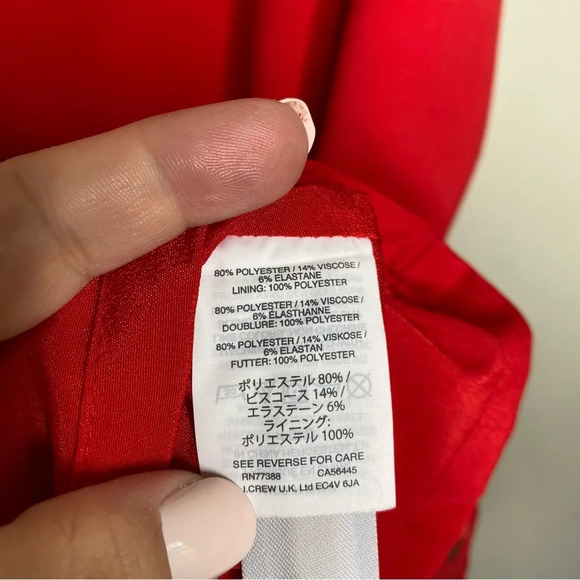 80% POLYESTER / 14% VISCOSE /
6% ELASTANE
LINING: 100% POLYESTER
80% POLYESTER / 14% VISCOSE /
6% ÉLASTHANNE
DOUBLURE: 100% POLYESTER
80% POLYESTER / 14% VISKOSE /
6% ELASTAN
FUTTER: 100% POLYESTER
ポリエステル 80% /
ビスコース 14% /
エラステーン 6%
ライニング:
ポリエステル 100%
SEE REVERSE FOR CARE
RN77388 CA56445
J.CREW U.K. Ltd EC4V 6JA